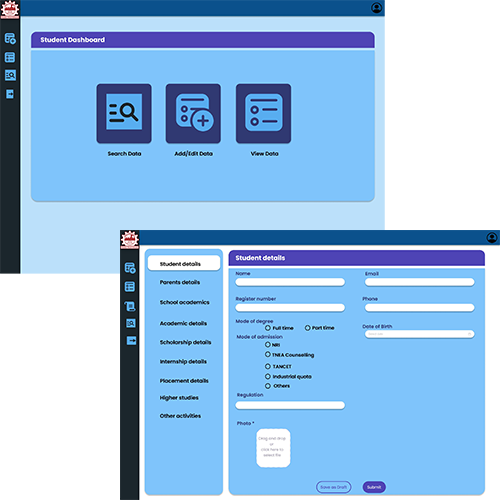 Student Dashboard
Search Data
Add/Edit Data
View Data
Student details
Student details
Parents details
School academics
Academic details
Scholarship details
Internship details
Placement details
Higher studies
Other activities
Name
Email
Register number
Phone
Mode of degree
Full time
Part time
Date of Birth
Mode of admission
NRI
TNEA Counselling
TANCET
Industrial quota
Others
Regulation
Photo *
Drag and drop
or
click here to
select file
Save as Draft
Submit